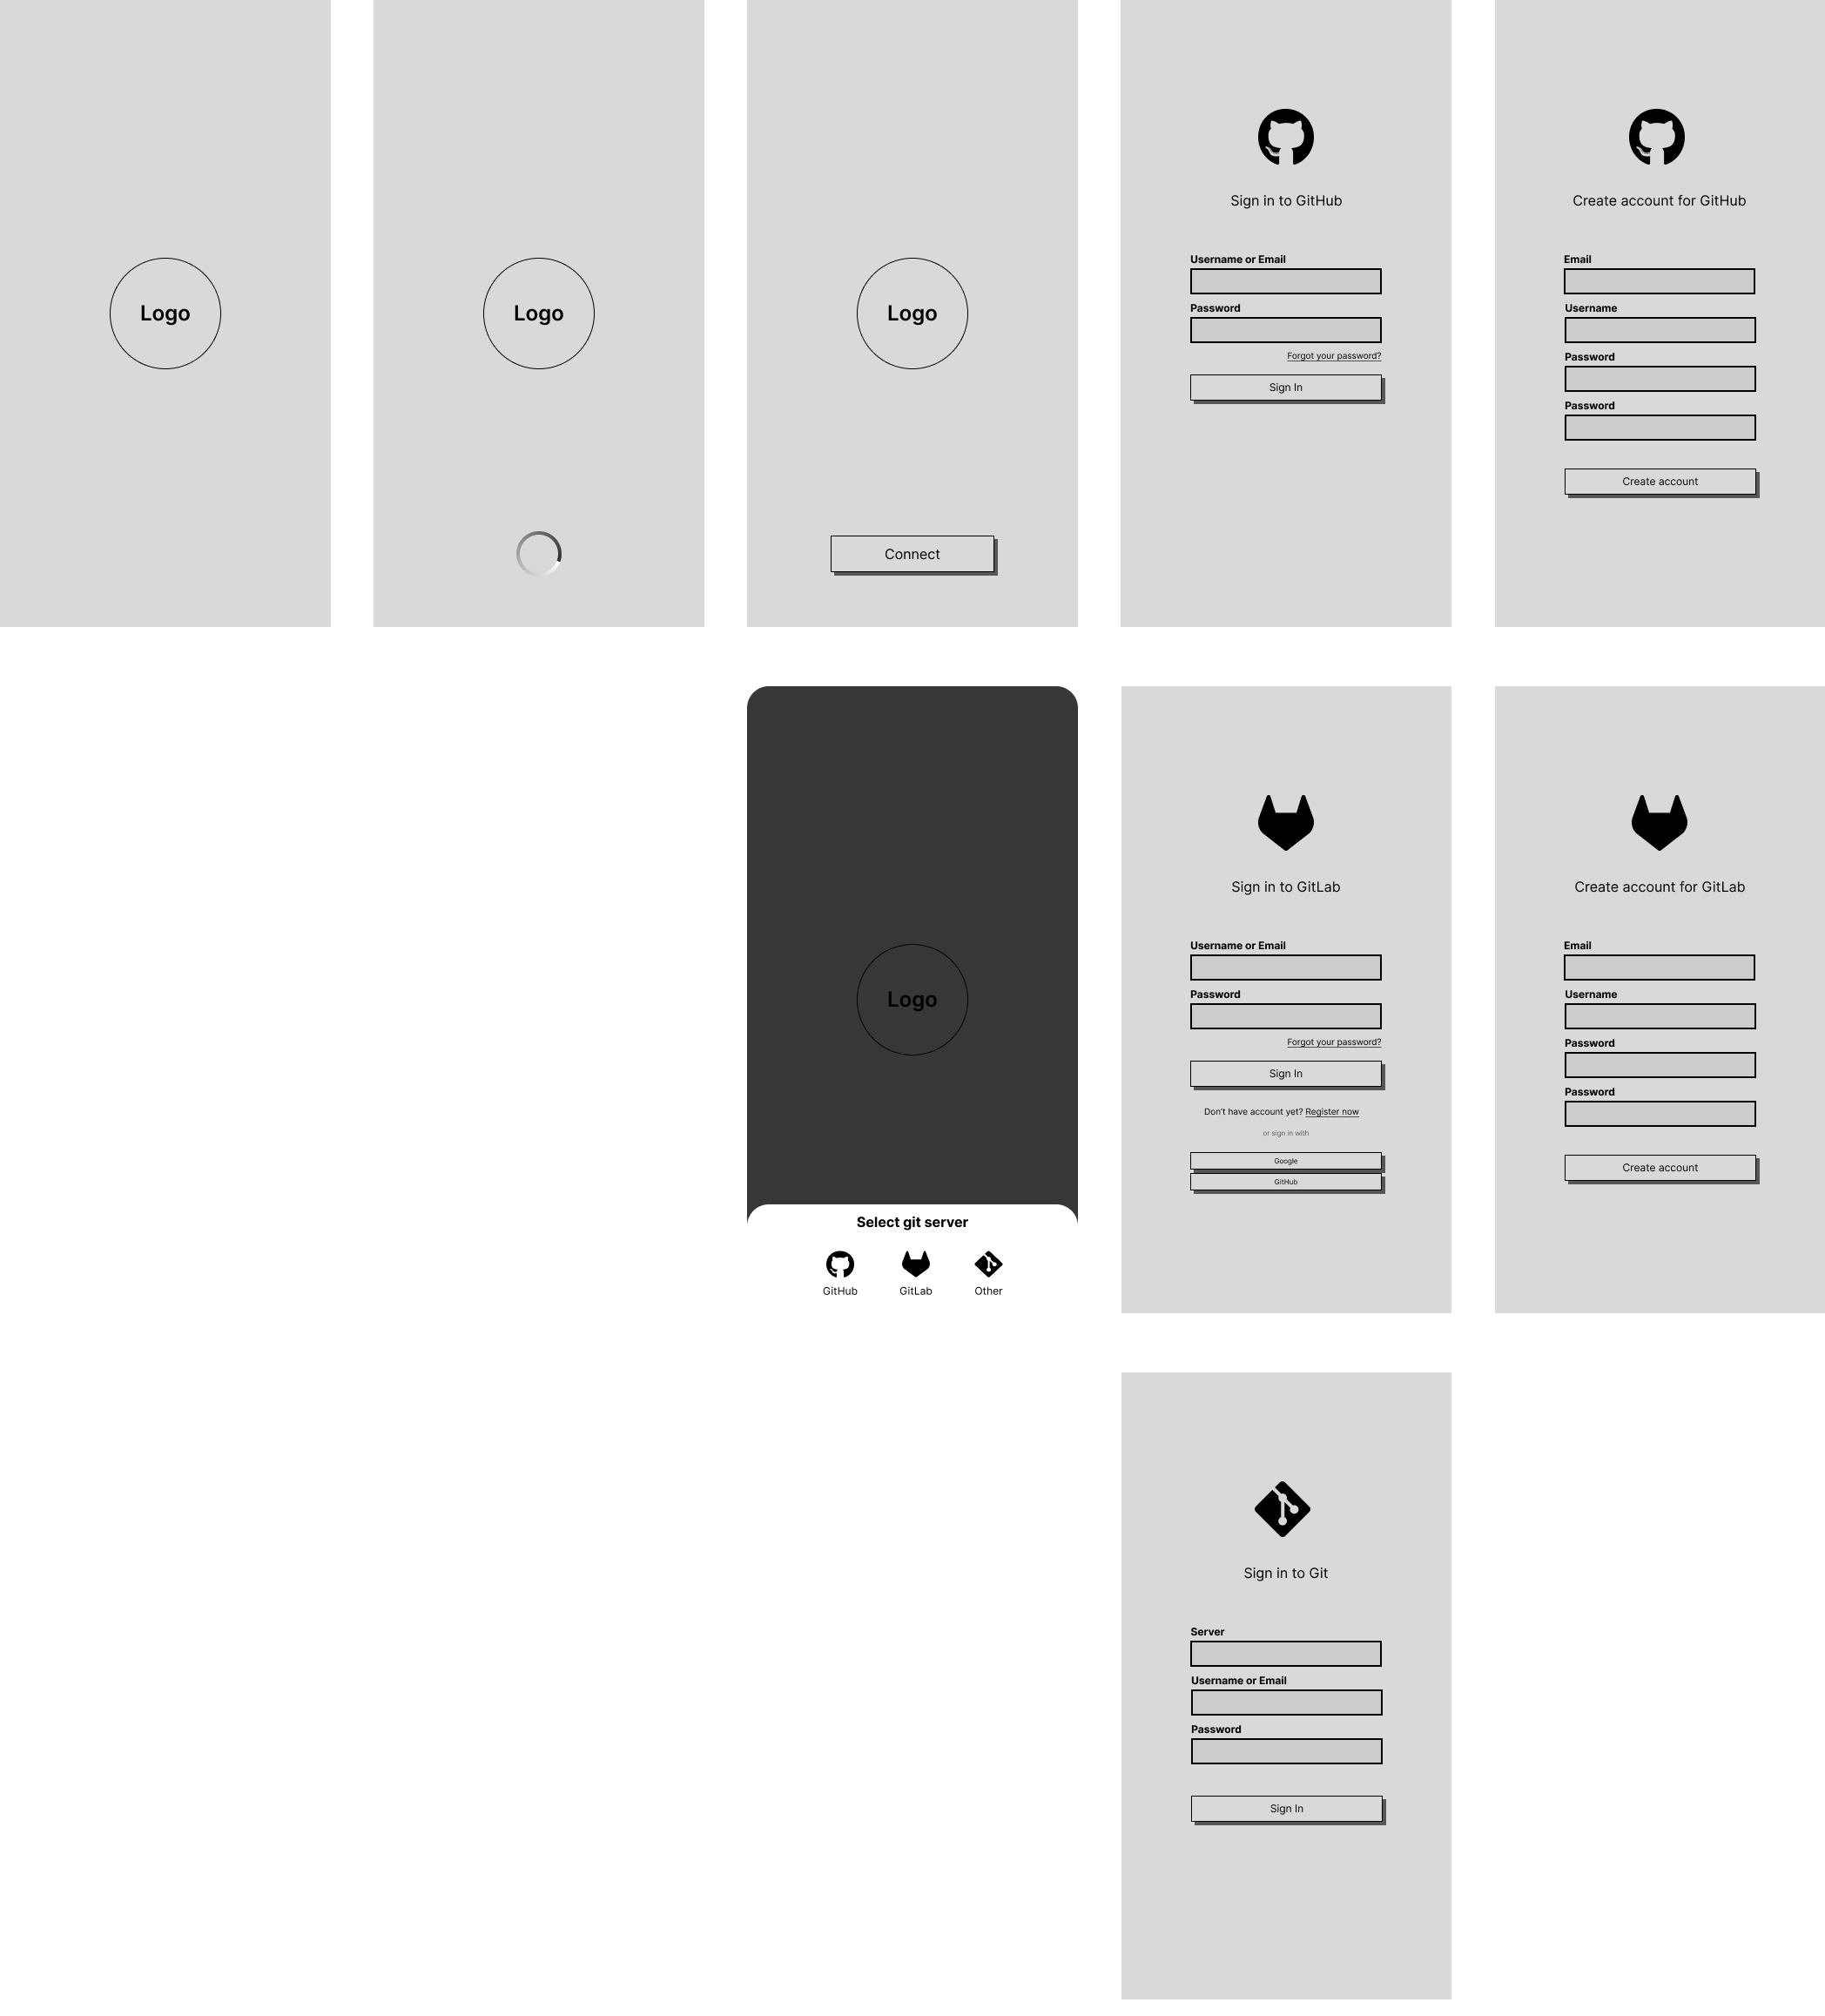 Logo
Logo
Logo
Connect
Sign in to GitHub
Username or Email
Password
Forgot your password?
Sign In
Create account for GitHub
Email
Username
Password
Password
Create account
Logo
Select git server
GitHub
GitLab
Other
Sign in to GitLab
Username or Email
Password
Forgot your password?
Sign In
Don't have account yet? Register now
or sign in with
Google
GitHub
Create account for GitLab
Email
Username
Password
Password
Create account
Sign in to Git
Server
Username or Email
Password
Sign In